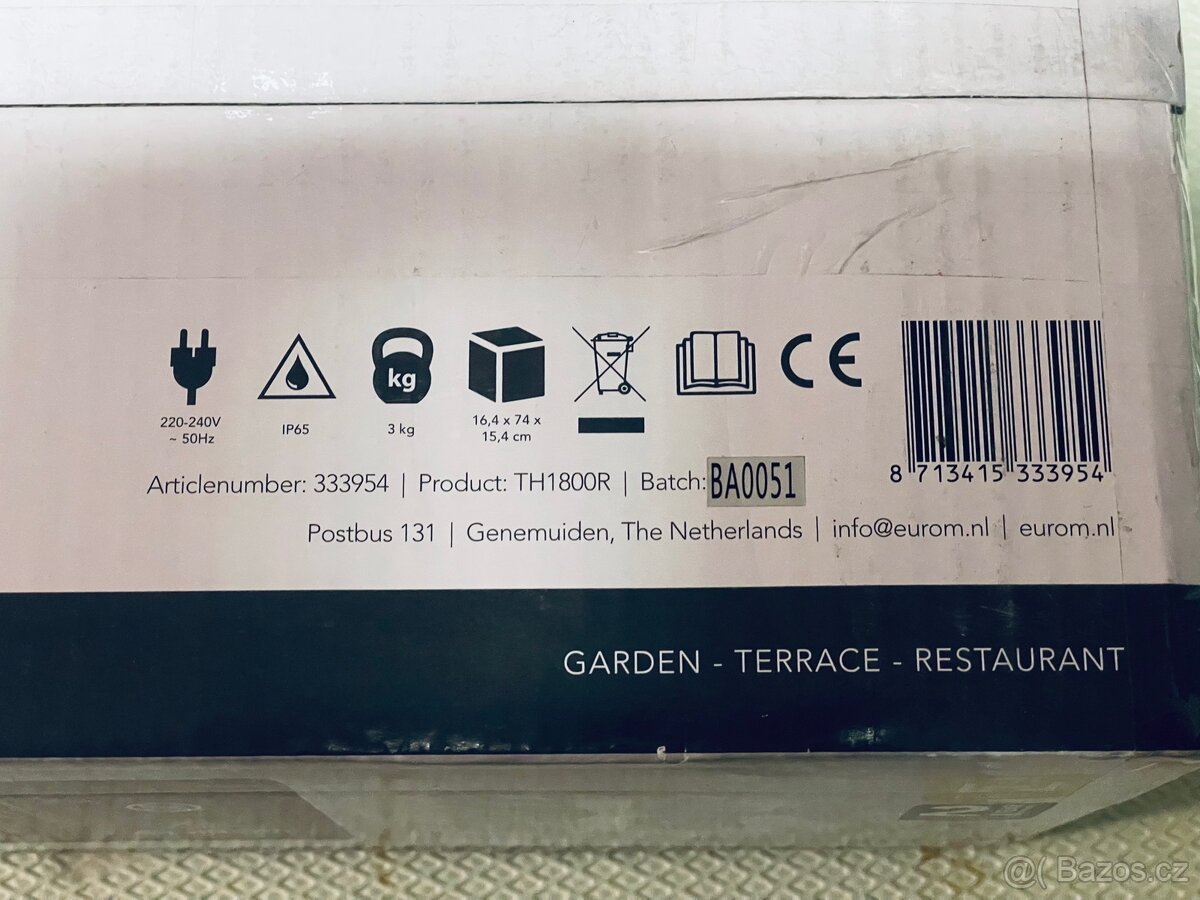 kg
220-240V
~ 50Hz
IP65
3 kg
16,4 x 74 x
15,4 cm
CE
8 713415 333954
Articlenumber: 333954 | Product: TH1800R | Batch: BA0051
Postbus 131 | Genemuiden, The Netherlands | info@eurom.nl | eurom.nl
GARDEN - TERRACE - RESTAURANT
2
@( Bazos.cz